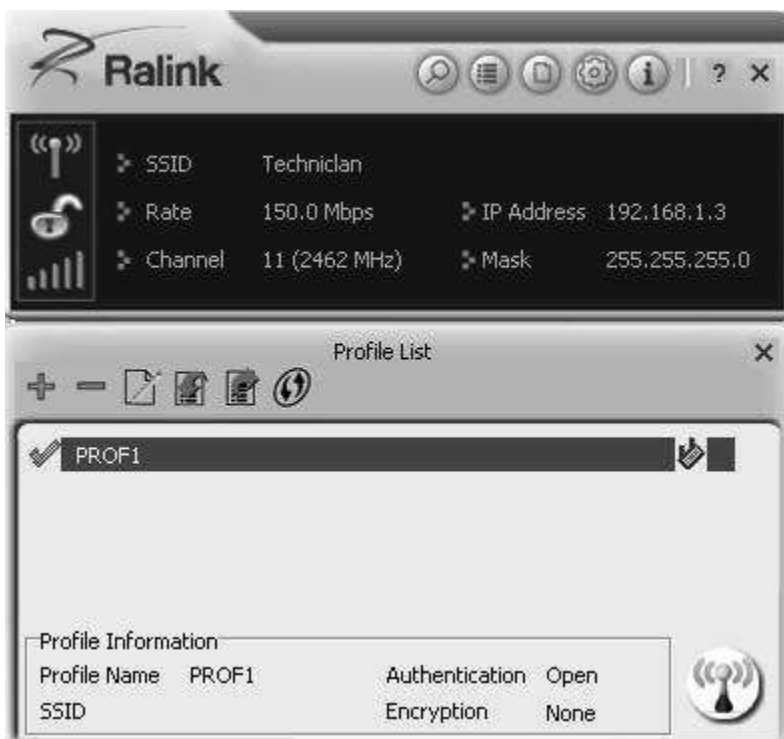 Ralink
? ×
SSID Techniclan
Rate 150.0 Mbps IP Address 192.168.1.3
Channel 11 (2462 MHz) Mask 255.255.255.0
Profile List
PROF1
Profile Information
Profile Name PROF1 Authentication Open
SSID Encryption None